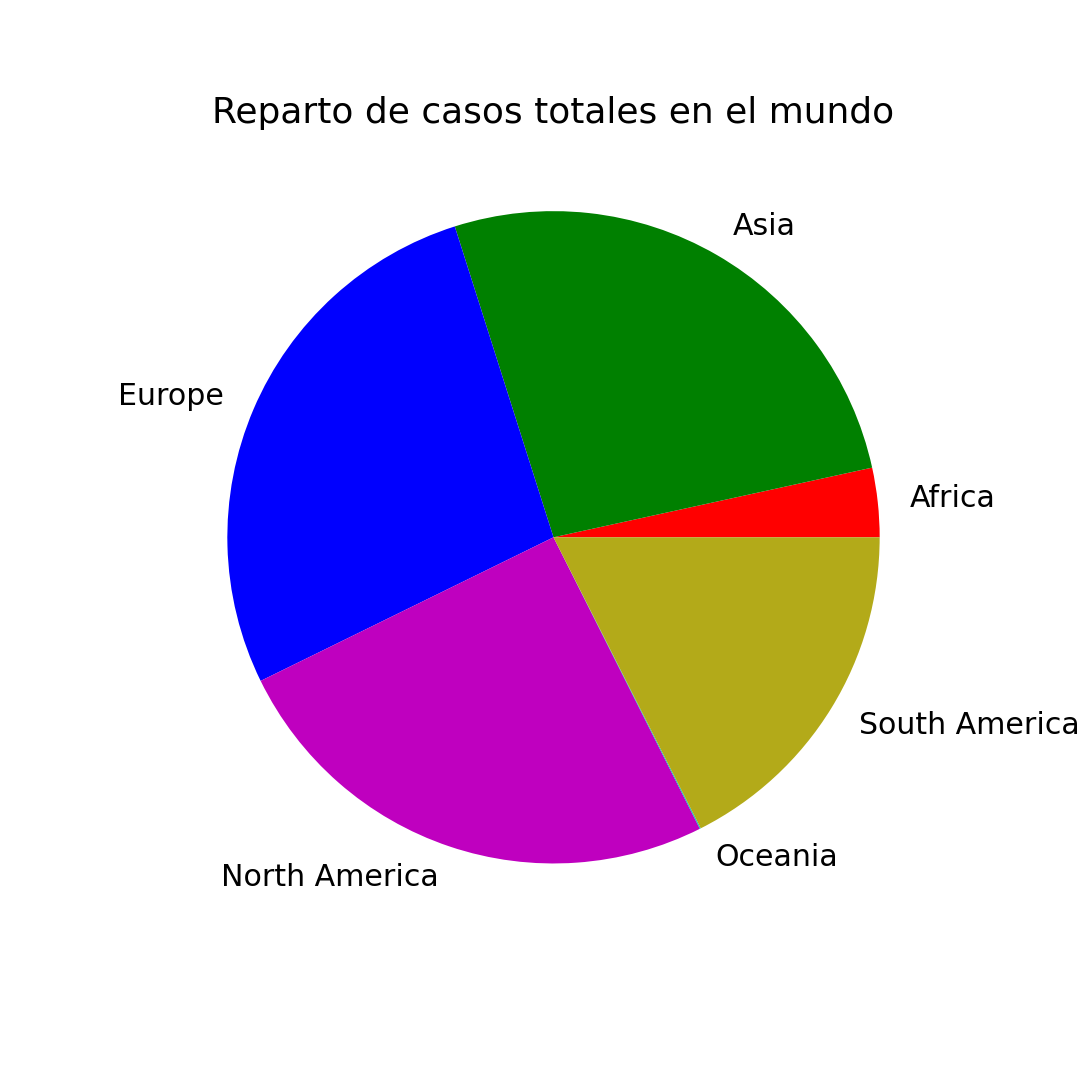 Reparto de casos totales en el mundo
Asia
Europe
Africa
South America
Oceania
North America